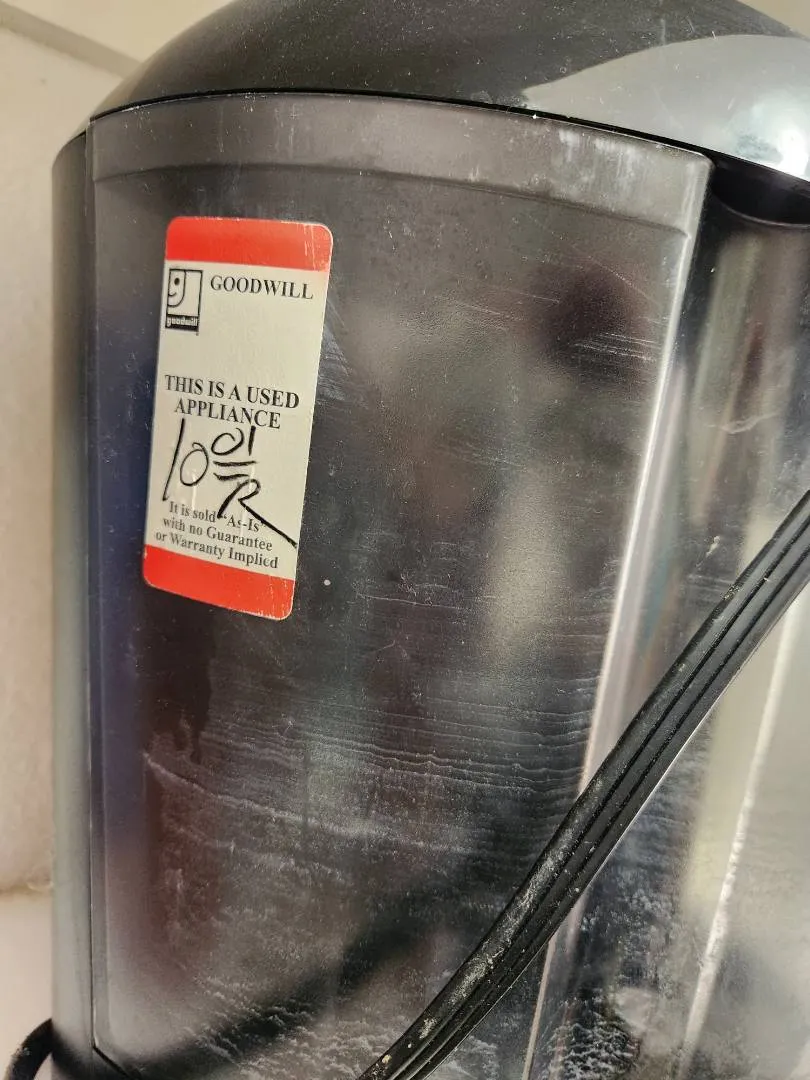 GOODWILL
goodwill
THIS IS A USED
APPLIANCE
10 01
R
It is sold "As-Is"
with no Guarantee
or Warranty Implied